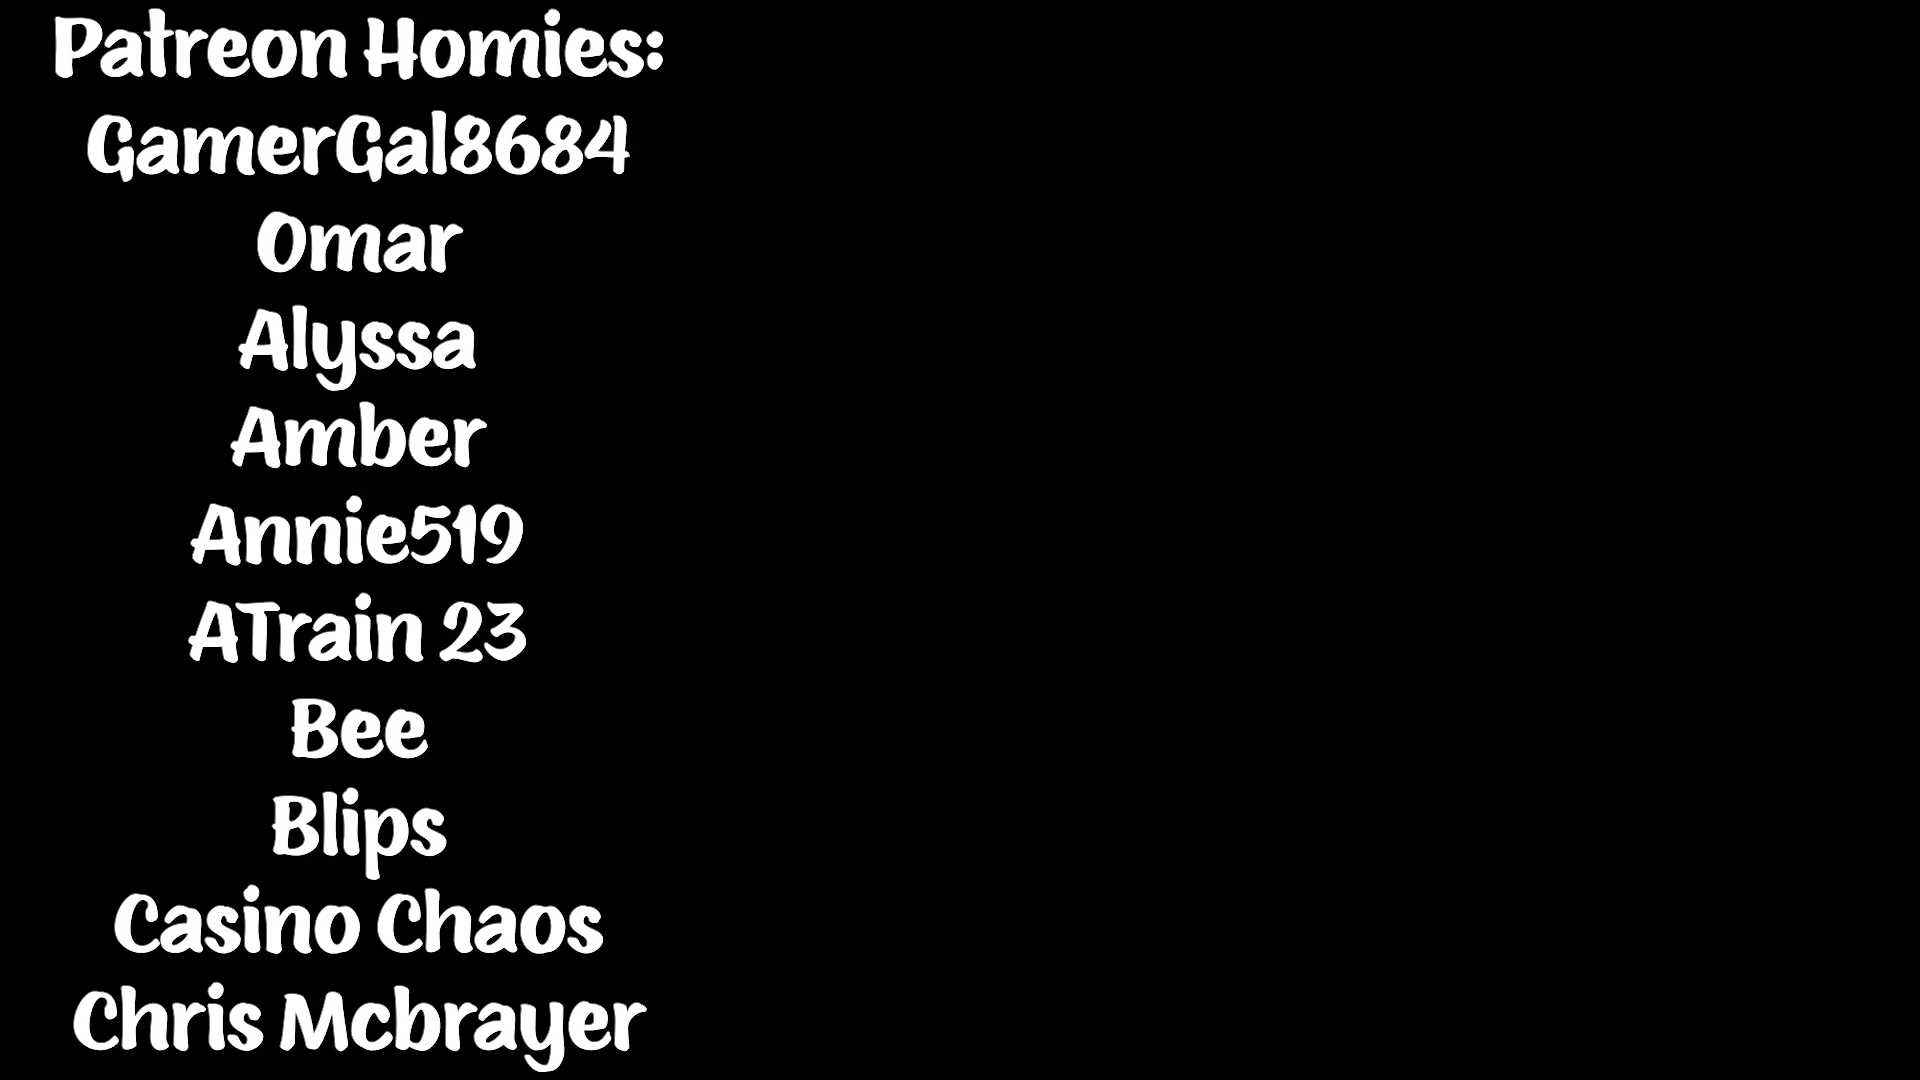 Patreon Homies:
GamerGal8684
Omar
Alyssa
Amber
Annie519
ATrain 23
Bee
Blips
Casino Chaos
Chris Mcbrayer